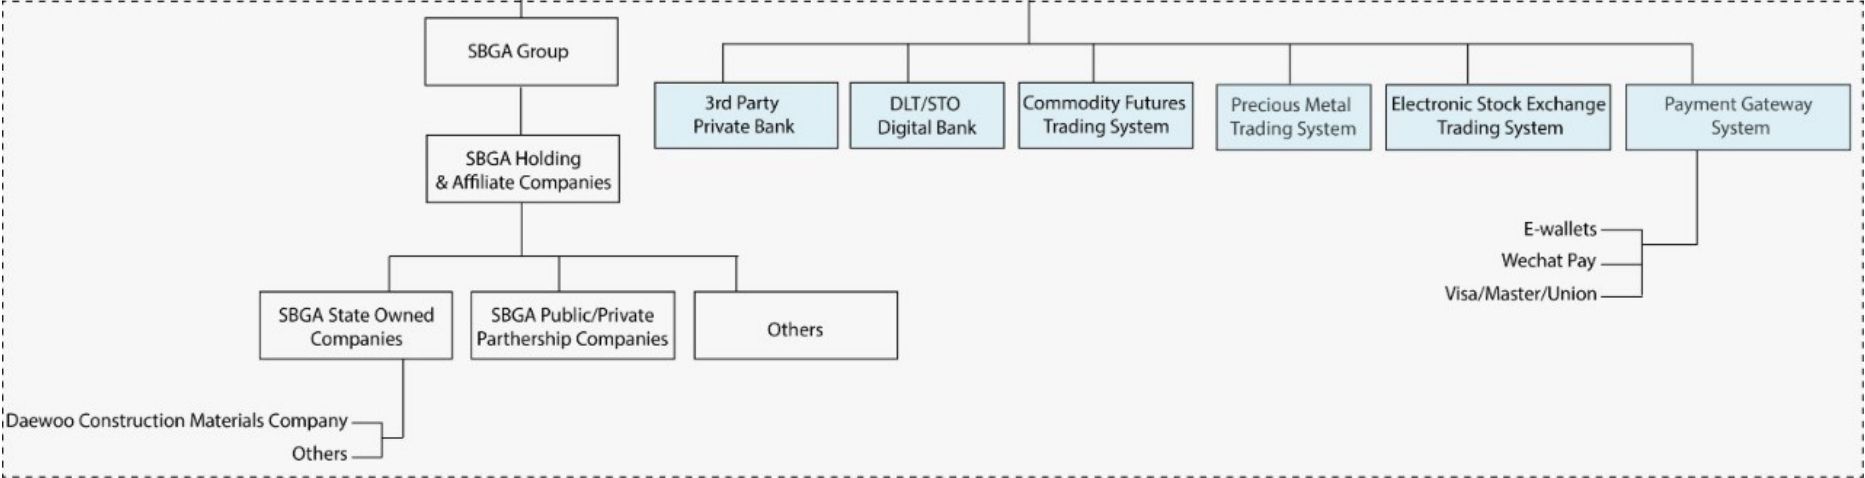 SBGA Group
3rd Party
Private Bank
DLT/STO
Digital Bank
Commodity Futures
Trading System
Precious Metal
Trading System
Electronic Stock Exchange
Trading System
Payment Gateway
System
SBGA Holding
& Affiliate Companies
E-wallets
Wechat Pay
Visa/Master/Union
SBGA State Owned
Companies
SBGA Public/Private
Parthership Companies
Others
Daewoo Construction Materials Company
Others